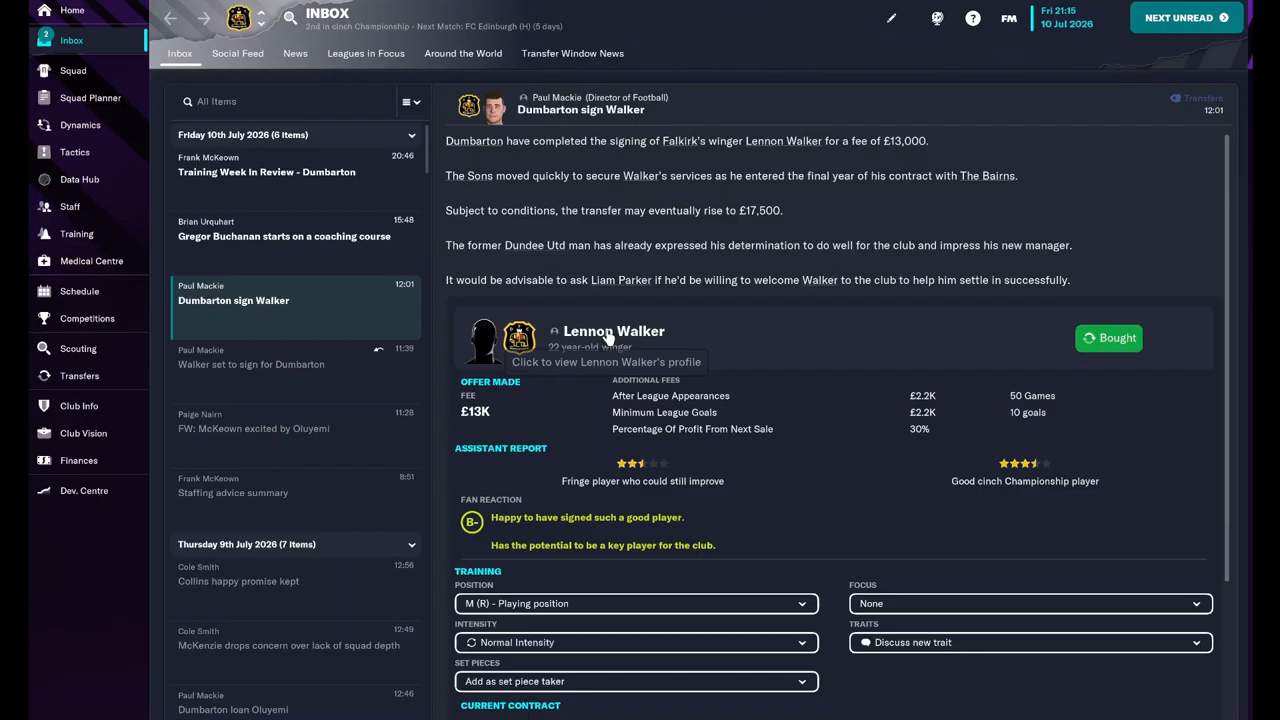 Home
2
Inbox
Squad
Squad Planner
Dynamics
Tactics
Data Hub
Staff
Training
Medical Centre
Schedule
Competitions
Scouting
Transfers
Club Info
Club Vision
Finances
Dev. Centre
INBOX
2nd in cinch Championship - Next Match: FC Edinburgh (H) (5 days)
FM
Fri 21:15
10 Jul 2026
NEXT UNREAD
Inbox
Social Feed
News
Leagues in Focus
Around the World
Transfer Window News
All Items
Friday 10th July 2026 (6 Items)
Frank McKeown 20:46
Training Week In Review - Dumbarton
Brian Urquhart 15:48
Gregor Buchanan starts on a coaching course
Paul Mackie 12:01
Dumbarton sign Walker
Paul Mackie 11:39
Walker set to sign for Dumbarton
Paige Nairn 11:28
FW: McKeown excited by Oluyemi
Frank McKeown 8:51
Staffing advice summary
Thursday 9th July 2026 (7 Items)
Cole Smith 12:56
Collins happy promise kept
Cole Smith 12:49
McKenzie drops concern over lack of squad depth
Paul Mackie 12:46
Dumbarton loan Oluyemi
Paul Mackie (Director of Football)
Dumbarton sign Walker
Transfers
12:01
Dumbarton have completed the signing of Falkirk's winger Lennon Walker for a fee of £13,000.
The Sons moved quickly to secure Walker's services as he entered the final year of his contract with The Bairns.
Subject to conditions, the transfer may eventually rise to £17,500.
The former Dundee Utd man has already expressed his determination to do well for the club and impress his new manager.
It would be advisable to ask Liam Parker if he'd be willing to welcome Walker to the club to help him settle in successfully.
Lennon Walker
22 year-old winger
Click to view Lennon Walker's profile
Bought
OFFER MADE
FEE
£13K
ADDITIONAL FEES
After League Appearances £2.2K 50 Games
Minimum League Goals £2.2K 10 goals
Percentage Of Profit From Next Sale 30%
ASSISTANT REPORT
Fringe player who could still improve
Good cinch Championship player
FAN REACTION
B-
Happy to have signed such a good player.
Has the potential to be a key player for the club.
TRAINING
POSITION
M (R) - Playing position
FOCUS
None
INTENSITY
Normal Intensity
TRAITS
Discuss new trait
SET PIECES
Add as set piece taker
CURRENT CONTRACT